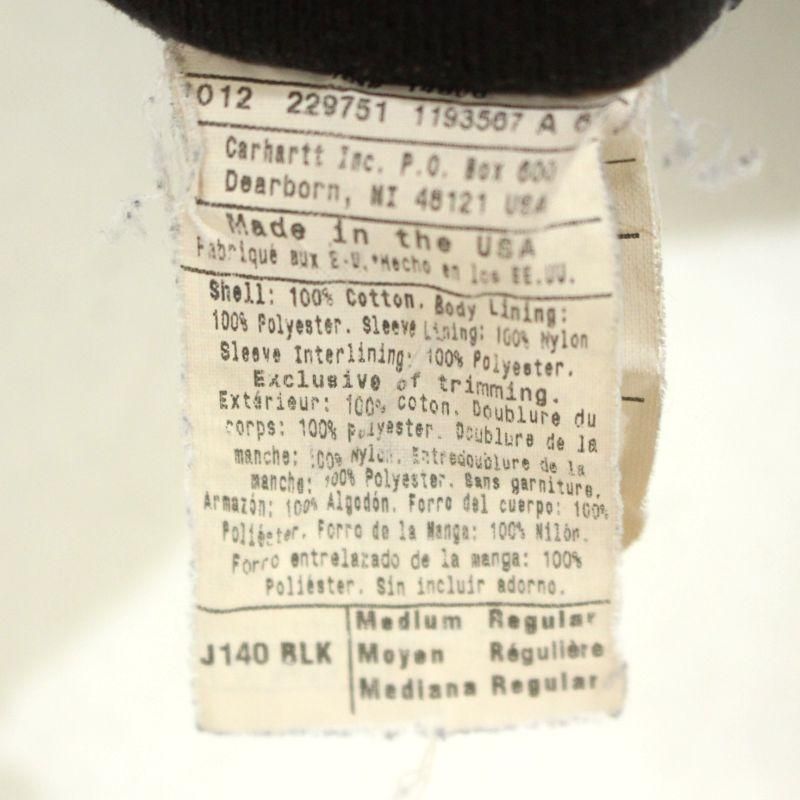 012 229751 1193567 A 6
Carhartt Inc. P.O. Box 600
Dearborn, MI 48121 USA
Made in the USA
Fabriqué aux E-U.*Hecho en los EE.UU.
Shell: 100% Cotton. Body Lining:
100% Polyester. Sleeve Lining: 100% Nylon
Sleeve Interlining: 100% Polyester.
Exclusive of trimming.
Extérieur: 100% coton. Doublure du
corps: 100% Polyester. Doublure de la
manche: 100% Nylon. Entredoublure de la
manche: 100% Polyester. Sans garniture.
Armazón: 100% Algodón. Forro del cuerpo: 100%
Poliéster. Forro de la Manga: 100% Nilón.
Forro entrelazado de la manga: 100%
Poliéster. Sin incluir adorno.
J140 BLK
Medium Regular
Moyen Régulière
Mediana Regular